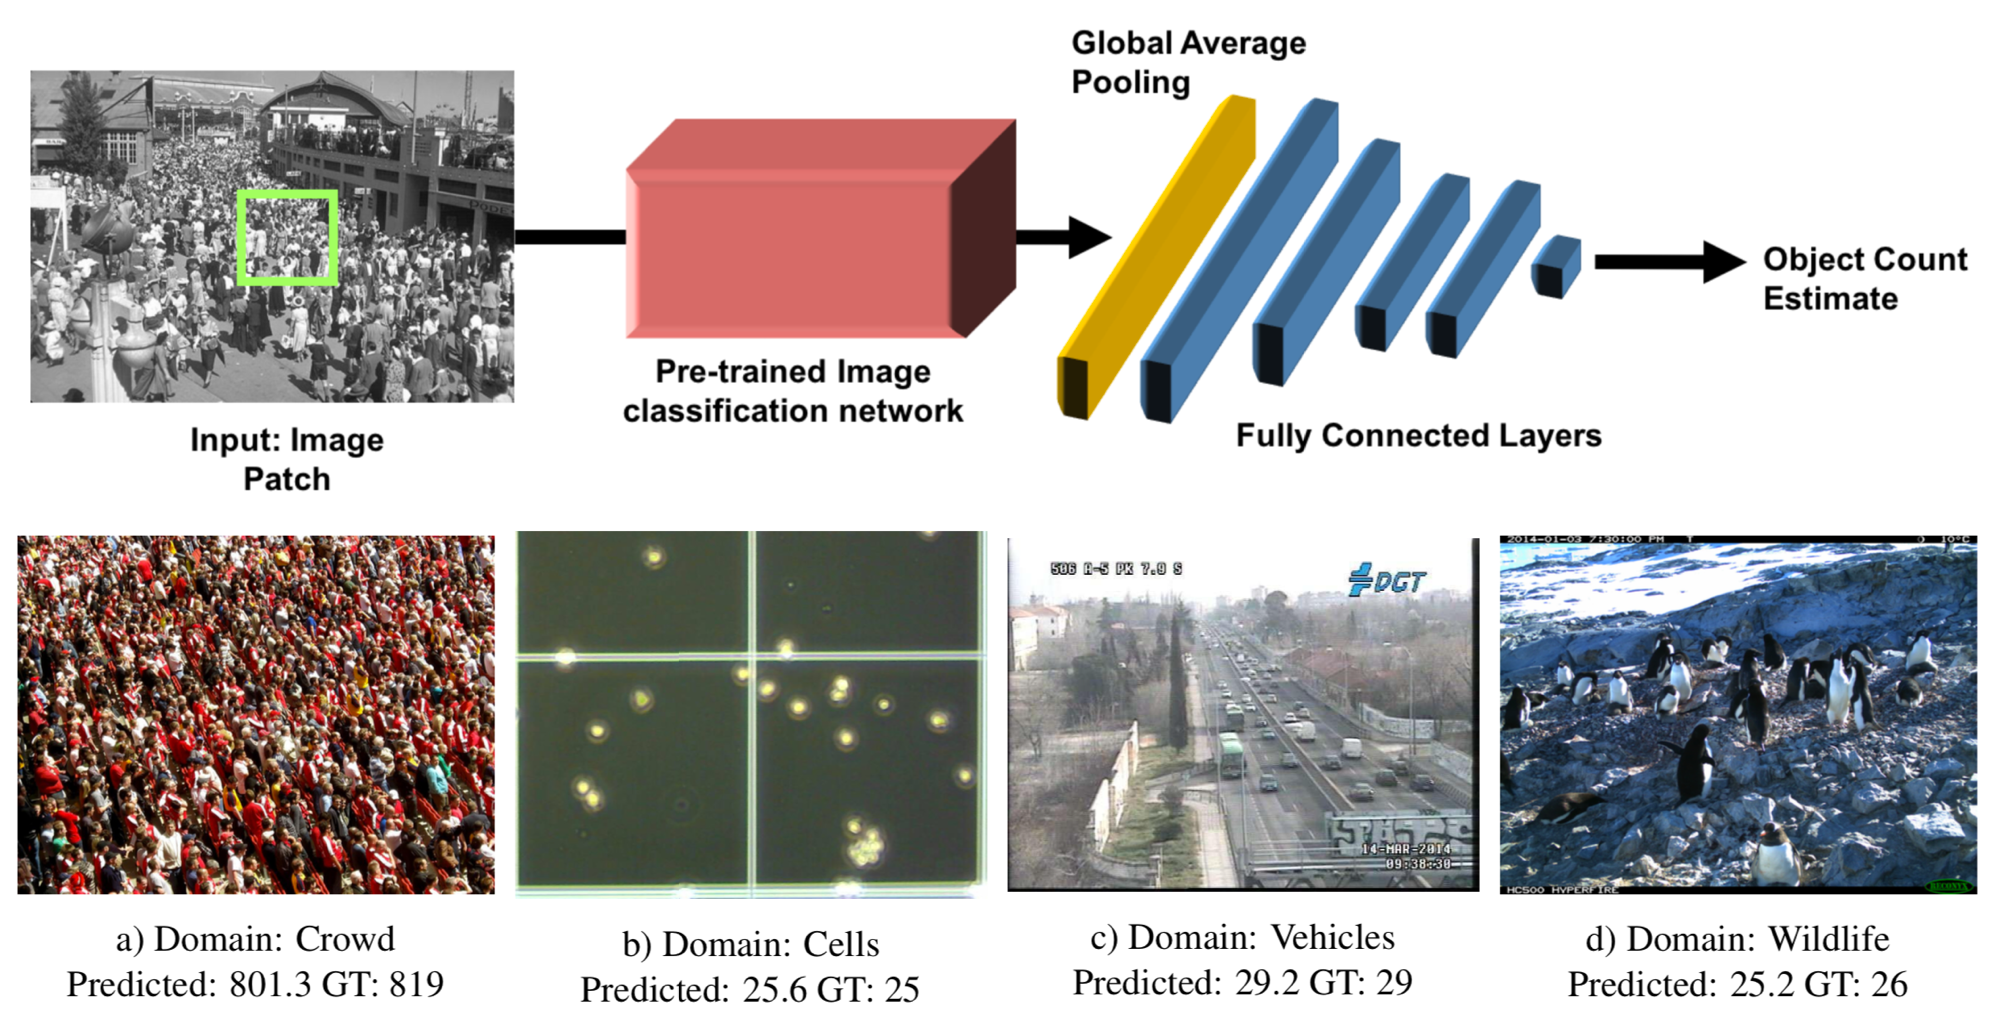 Global Average
Pooling
PODE
Object Count
Estimate
Pre-trained Image
classification network
Fully Connected Layers
Input: Image
Patch
506 A-5 PK 7.9 S
DGT
14-MAR-2014
09:38:30
2014-01-03 7:30:00 PM T 10°C
HC500 HYPERFIRE
RECONYX
a) Domain: Crowd
Predicted: 801.3 GT: 819
b) Domain: Cells
Predicted: 25.6 GT: 25
c) Domain: Vehicles
Predicted: 29.2 GT: 29
d) Domain: Wildlife
Predicted: 25.2 GT: 26